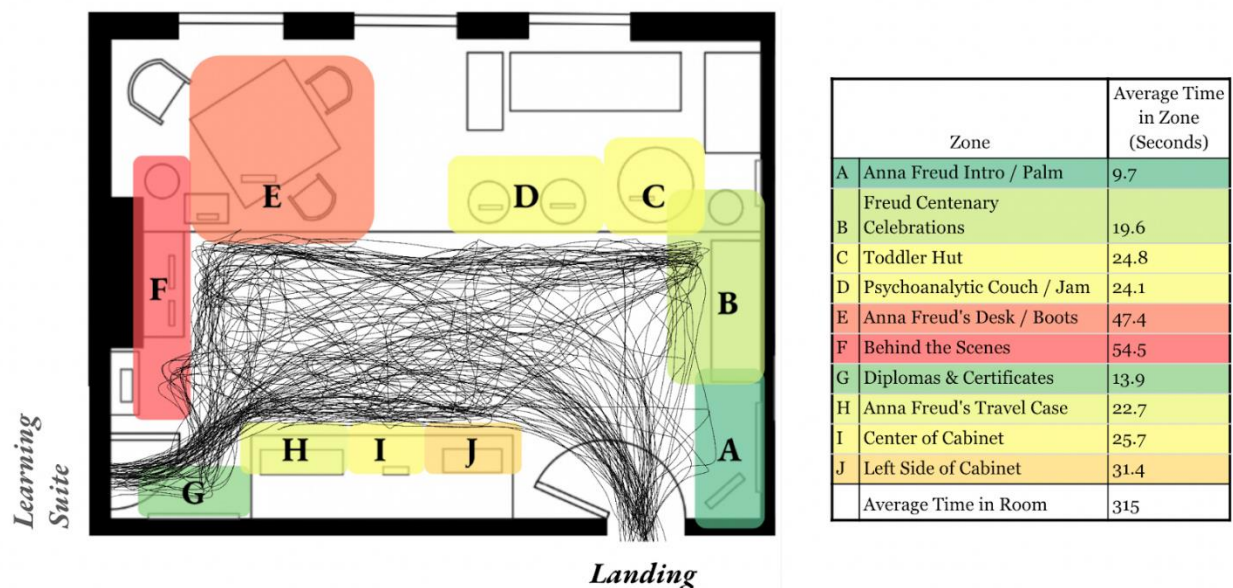 E
D
C
F
B
H
I
J
A
G
Learning
Suite
Landing
Zone
Average Time
in Zone
(Seconds)
A Anna Freud Intro / Palm 9.7
Freud Centenary
B Celebrations 19.6
C Toddler Hut 24.8
D Psychoanalytic Couch / Jam 24.1
E Anna Freud's Desk / Boots 47.4
F Behind the Scenes 54.5
G Diplomas & Certificates 13.9
H Anna Freud's Travel Case 22.7
I Center of Cabinet 25.7
J Left Side of Cabinet 31.4
Average Time in Room 315